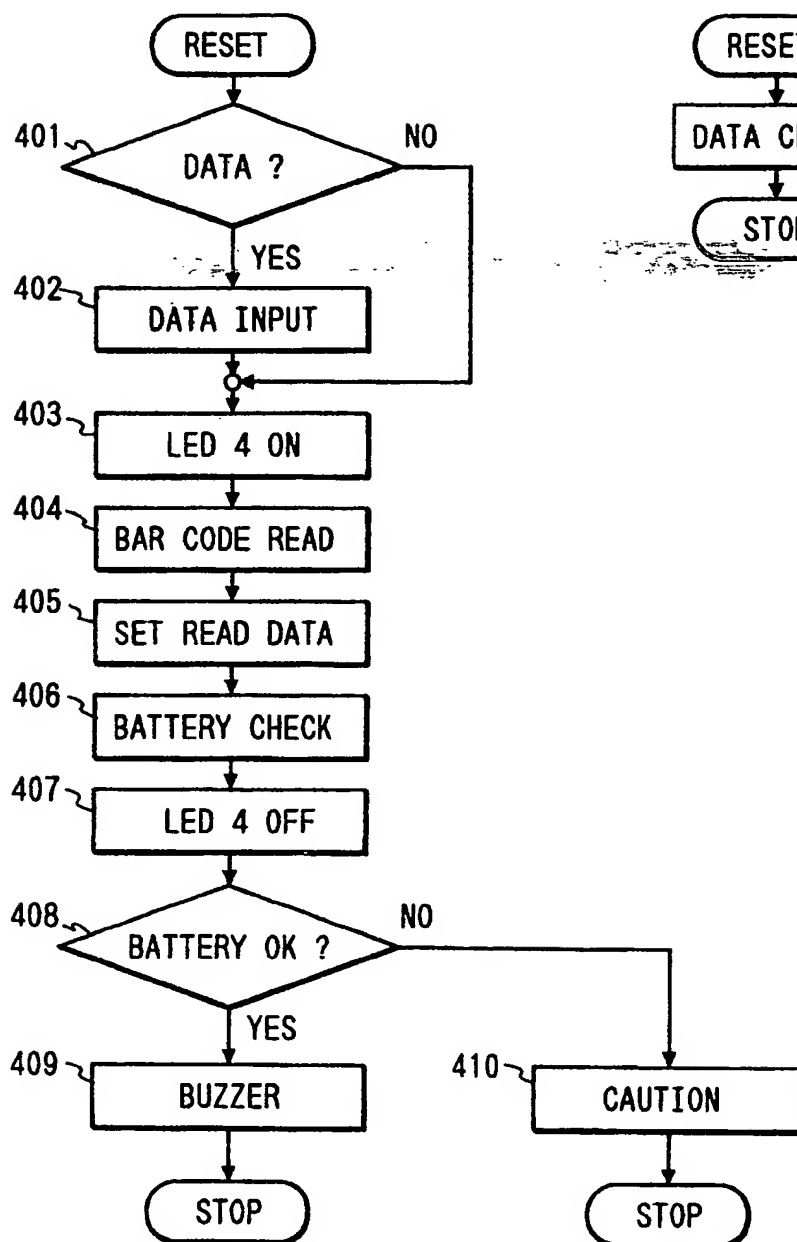 RESET
401
DATA ?
NO
YES
402
DATA INPUT
403
LED 4 ON
404
BAR CODE READ
405
SET READ DATA
406
BATTERY CHECK
407
LED 4 OFF
408
BATTERY OK ?
NO
YES
409
BUZZER
STOP
410
CAUTION
STOP
RESET
DATA